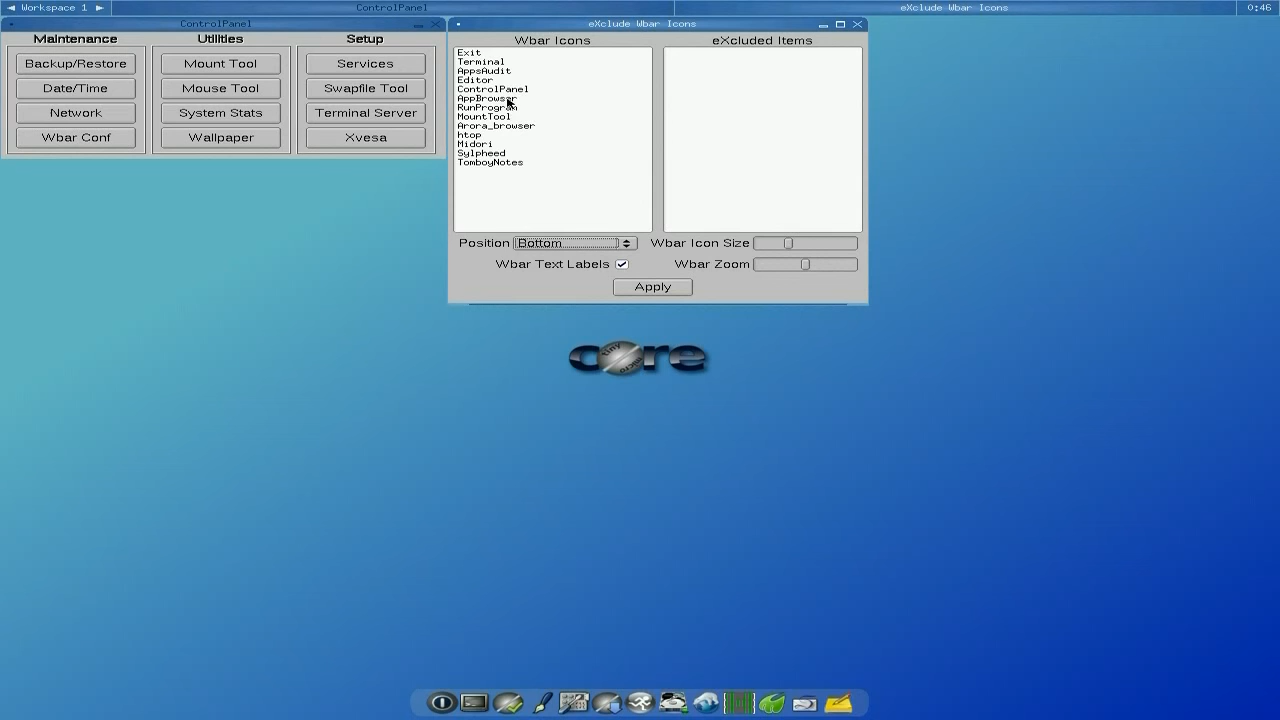 Workspace 1
ControlPanel
eXclude Wbar Icons
0:46
ControlPanel
Maintenance
Utilities
Setup
Backup/Restore
Mount Tool
Services
Date/Time
Mouse Tool
Swapfile Tool
Network
System Stats
Terminal Server
Wbar Conf
Wallpaper
Xvesa
eXclude Wbar Icons
Wbar Icons
eXcluded Items
Exit
Terminal
AppsAudit
Editor
ControlPanel
AppBrowser
RunProgram
MountTool
Arora_browser
htop
Midori
Sylpheed
TomboyNotes
Position
Bottom
Wbar Icon Size
Wbar Text Labels
Wbar Zoom
Apply
core
tiny
micro